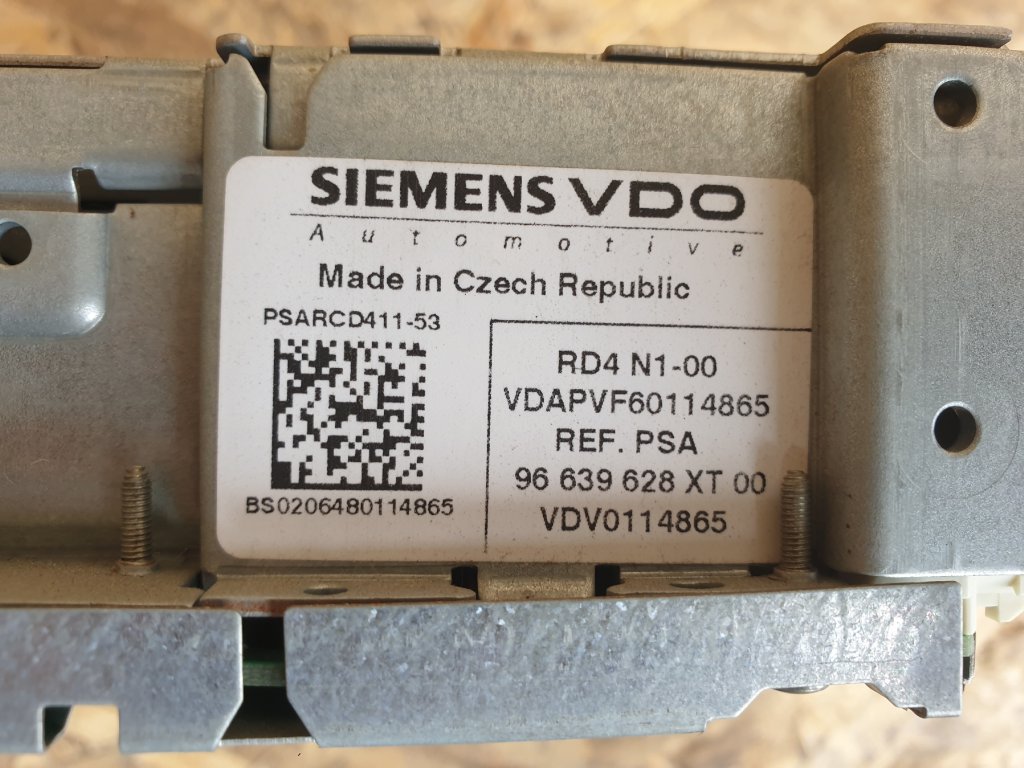 SIEMENS VDO
Automotive
Made in Czech Republic
PSARCD411-53
BS0206480114865
RD4 N1-00
VDAPVF60114865
REF. PSA
96 639 628 XT 00
VDV0114865